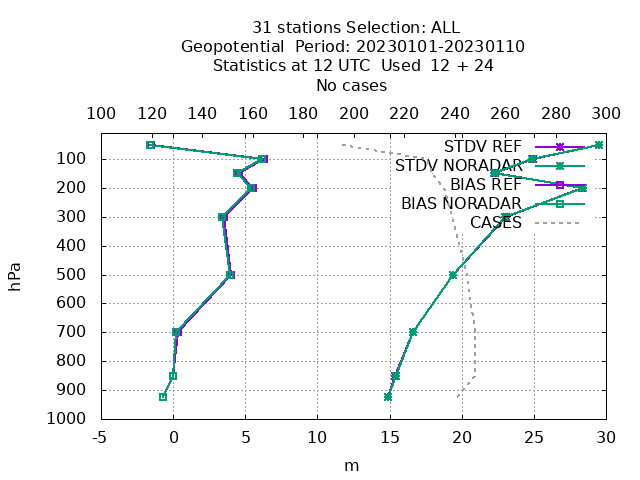 31 stations Selection: ALL
Geopotential  Period: 20230101-20230110
Statistics at 12 UTC  Used  12 + 24
No cases
100 120 140 160 180 200 220 240 260 280 300
STDV REF
STDV NORADAR
BIAS REF
BIAS NORADAR
CASES
100
200
300
400
500
600
700
800
900
1000
hPa
-5 0 5 10 15 20 25 30
m